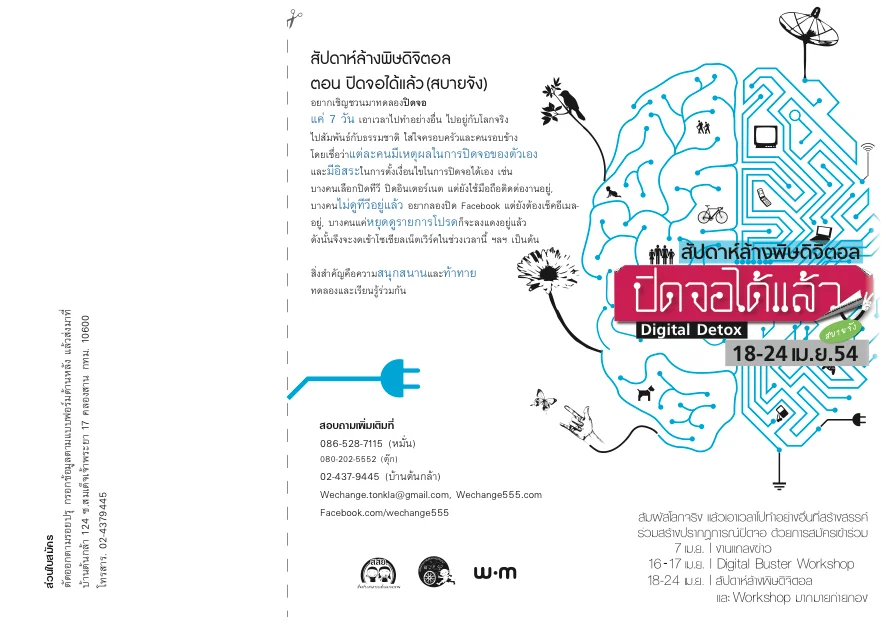 ส่วนใบสมัคร
ตัดออกตามรอยปรุ กรอกข้อมูลตามแบบฟอร์มด้านหลัง แล้วส่งมาที่
บ้านต้นกล้า 124 ซ.สมเด็จเจ้าพระยา 17 คลองสาน กทม. 10600
โทรสาร. 02-4379445
สัปดาห์ล้างพิษดิจิตอล
ตอน ปิดจอได้แล้ว (สบายจัง)
อยากเชิญชวนมาทดลองปิดจอ
แค่ 7 วัน เอาเวลาไปทำอย่างอื่น ไปอยู่กับโลกจริง
ไปสัมพันธ์กับธรรมชาติ ใส่ใจครอบครัวและคนรอบข้าง
โดยเชื่อว่าแต่ละคนมีเหตุผลในการปิดจอของตัวเอง
และมีอิสระในการตั้งเงื่อนไขในการปิดจอได้เอง เช่น
บางคนเลือกปิดทีวี ปิดอินเตอร์เนต แต่ยังใช้มือถือติดต่องานอยู่,
บางคนไม่ดูทีวีอยู่แล้ว อยากลองปิด Facebook แต่ยังต้องเช็คอีเมล-
อยู่, บางคนแค่หยุดดูรายการโปรดก็จะลงแดงอยู่แล้ว
ดังนั้นจึงจะงดเข้าโซเชียลเน็ตเวิร์คในช่วงเวลานี้ ฯลฯ เป็นต้น
สิ่งสำคัญคือความสนุกสนานและท้าทาย
ทดลองและเรียนรู้ร่วมกัน
สอบถามเพิ่มเติมที่
086-528-7115 (หมั่น)
080-202-5552 (ตุ๊ก)
02-437-9445 (บ้านต้นกล้า)
Wechange.tonkla@gmail.com, Wechange555.com
Facebook.com/wechange555
w·m
สัปดาห์ล้างพิษดิจิตอล
ปิดจอได้แล้ว
สบายจัง
Digital Detox
18-24 เม.ย.54
สัมผัสโลกจริง แล้วเอาเวลาไปทำอย่างอื่นที่สร้างสรรค์
ร่วมสร้างปรากฏการณ์ปิดจอ ด้วยการสมัครเข้าร่วม
7 เม.ย. | งานแถลงข่าว
16-17 เม.ย. | Digital Buster Workshop
18-24 เม.ย. | สัปดาห์ล้างพิษดิจิตอล
และ Workshop มากมายก่ายกอง